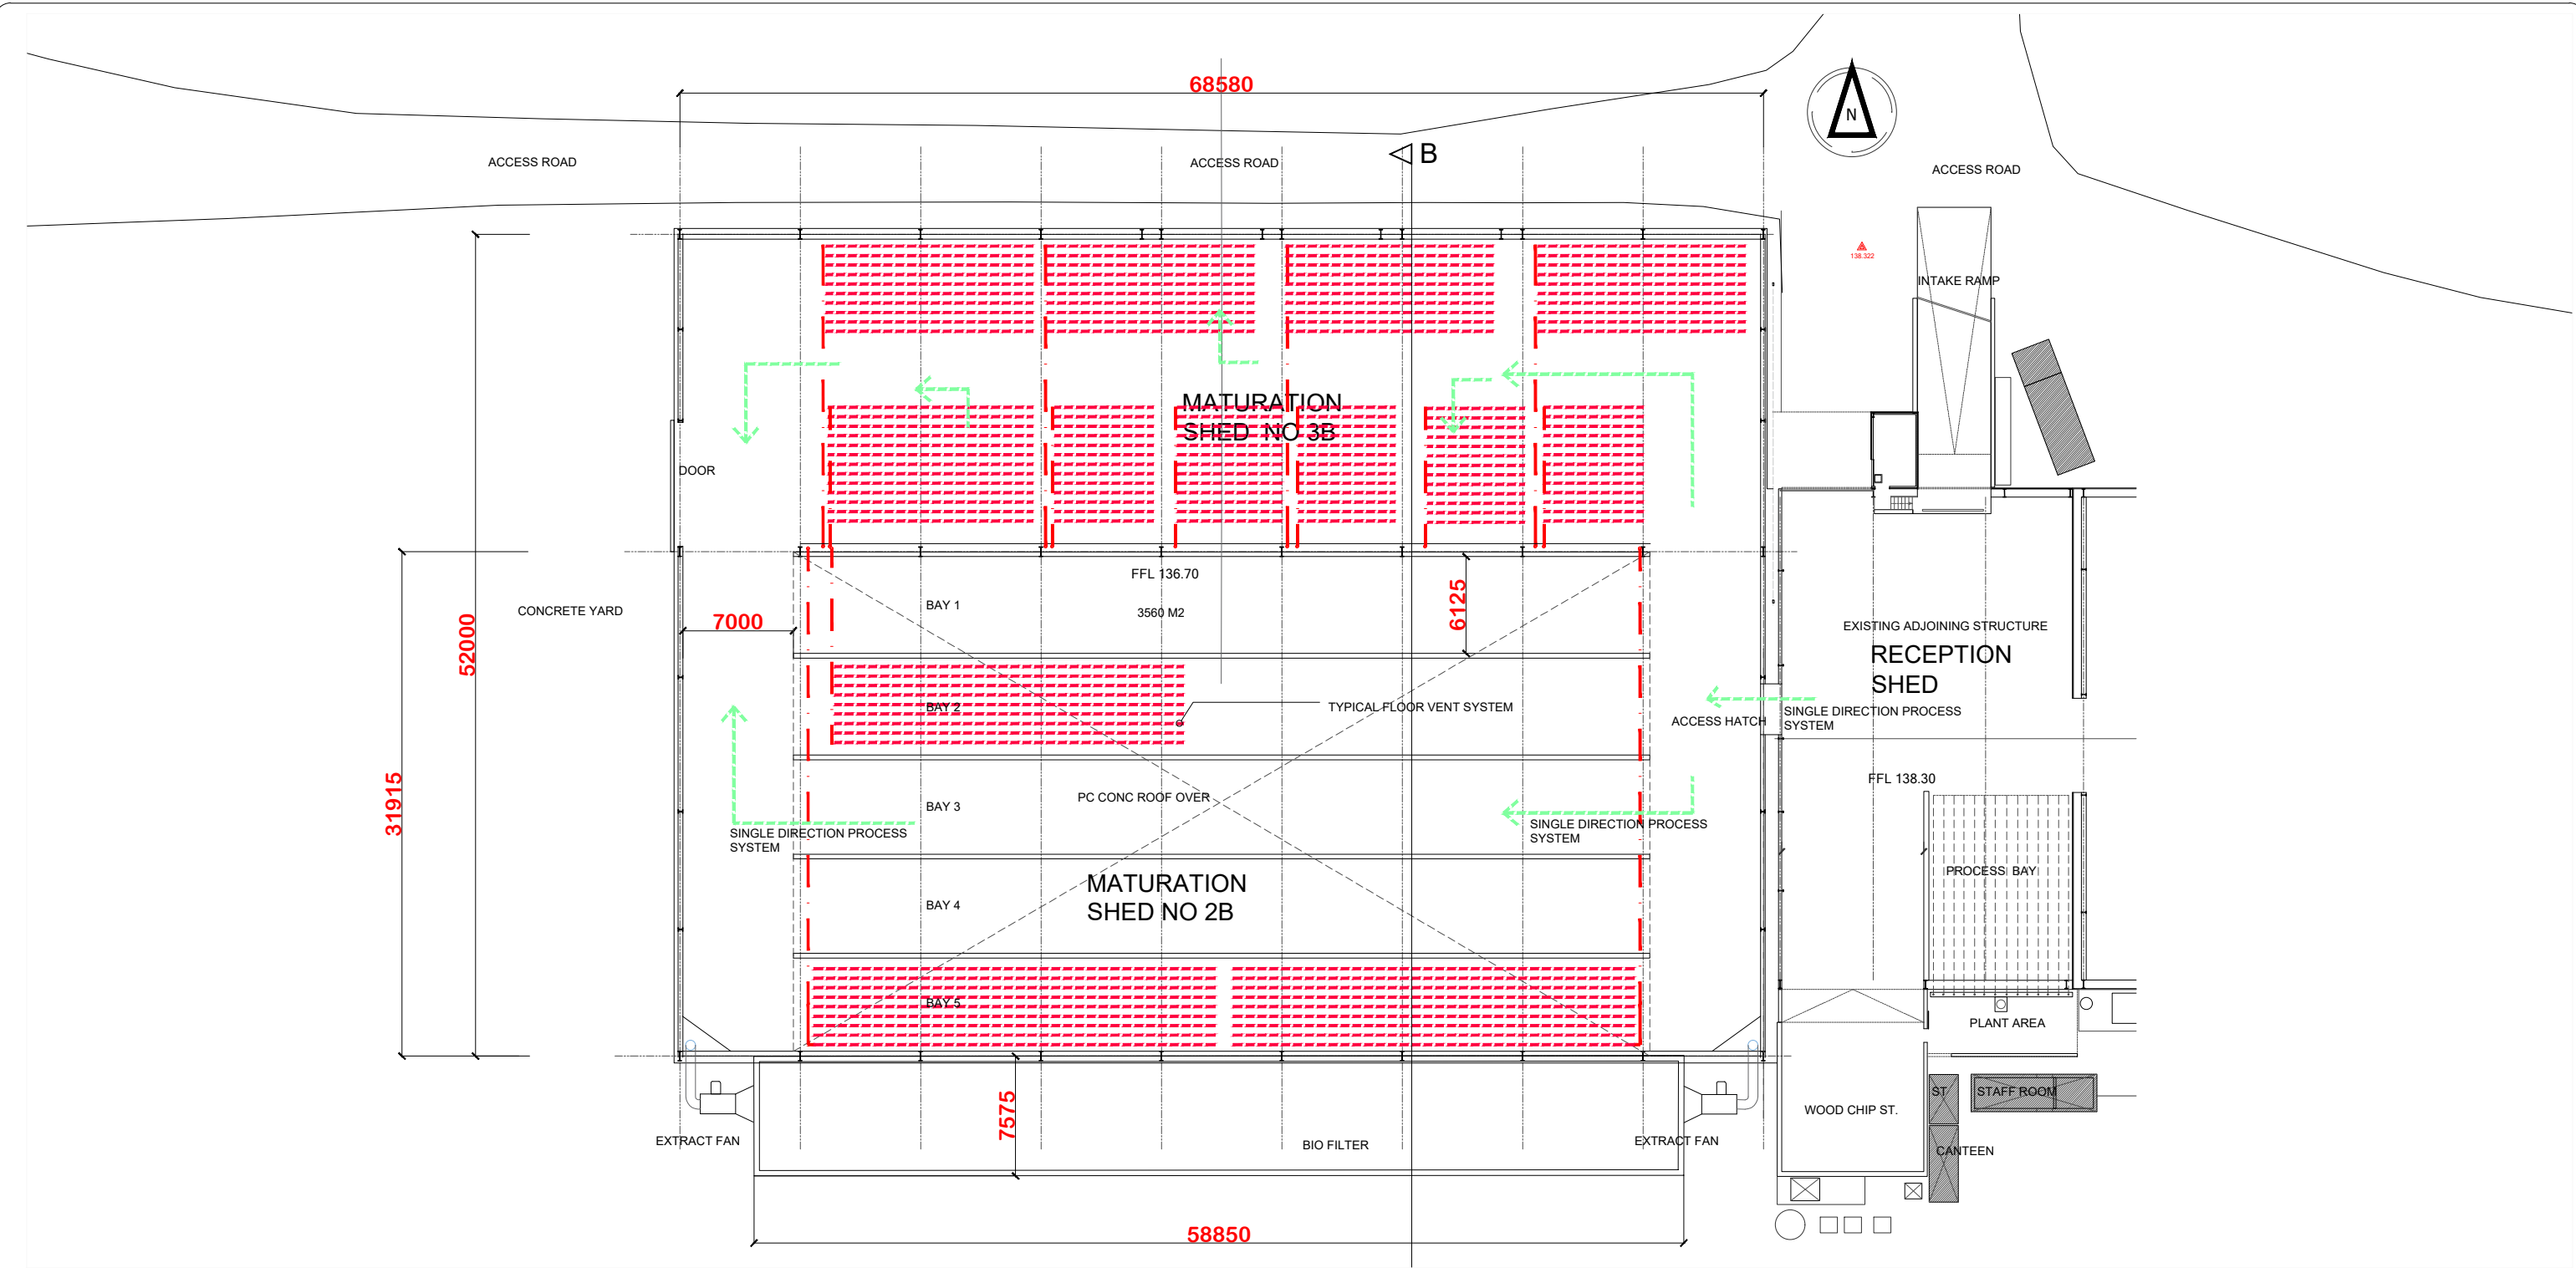 68580
N
B
ACCESS ROAD
ACCESS ROAD
ACCESS ROAD
138.322
INTAKE RAMP
MATURATION
SHED NO 3B
DOOR
FFL 136.70
BAY 1
3560 M2
6125
CONCRETE YARD
7000
52000
EXISTING ADJOINING STRUCTURE
RECEPTION
SHED
BAY 2
TYPICAL FLOOR VENT SYSTEM
ACCESS HATCH
SINGLE DIRECTION PROCESS
SYSTEM
FFL 138.30
31915
BAY 3
PC CONC ROOF OVER
SINGLE DIRECTION PROCESS
SYSTEM
SINGLE DIRECTION PROCESS
SYSTEM
PROCESS BAY
MATURATION
SHED NO 2B
BAY 4
BAY 5
PLANT AREA
7575
ST
STAFF ROOM
WOOD CHIP ST.
EXTRACT FAN
BIO FILTER
EXTRACT FAN
CANTEEN
58850